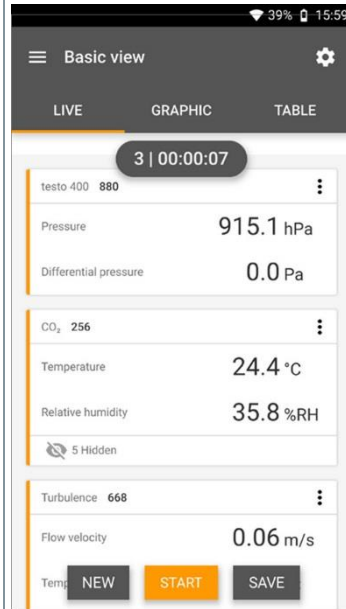 39% 15:59
Basic view
LIVE GRAPHIC TABLE
3 | 00:00:07
testo 400 880
Pressure 915.1 hPa
Differential pressure 0.0 Pa
CO₂ 256
Temperature 24.4 °C
Relative humidity 35.8 %RH
5 Hidden
Turbulence 668
Flow velocity 0.06 m/s
NEW START SAVE